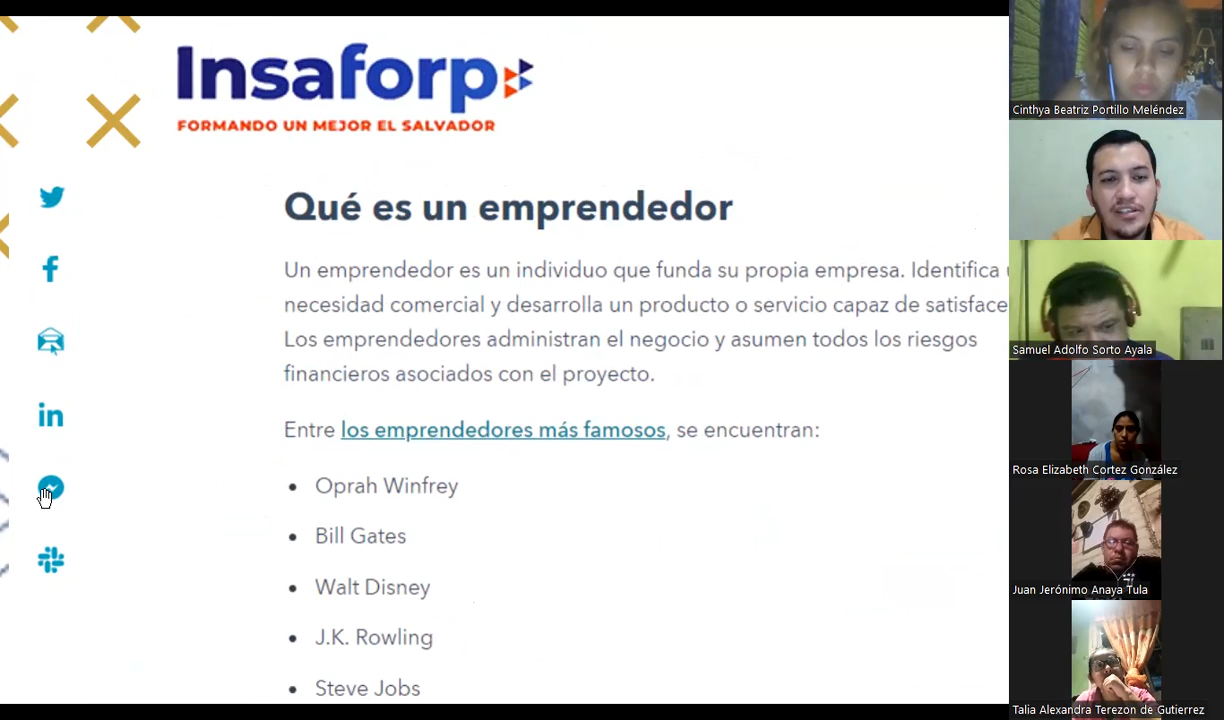 Insaforp
FORMANDO UN MEJOR EL SALVADOR
Qué es un emprendedor
Un emprendedor es un individuo que funda su propia empresa. Identifica
necesidad comercial y desarrolla un producto o servicio capaz de satisface
Los emprendedores administran el negocio y asumen todos los riesgos
financieros asociados con el proyecto.
Entre los emprendedores más famosos, se encuentran:
• Oprah Winfrey
• Bill Gates
• Walt Disney
• J.K. Rowling
• Steve Jobs
Cinthya Beatriz Portillo Meléndez
Samuel Adolfo Sorto Ayala
Rosa Elizabeth Cortez González
Juan Jerónimo Anaya Tula
Talia Alexandra Terezon de Gutierrez